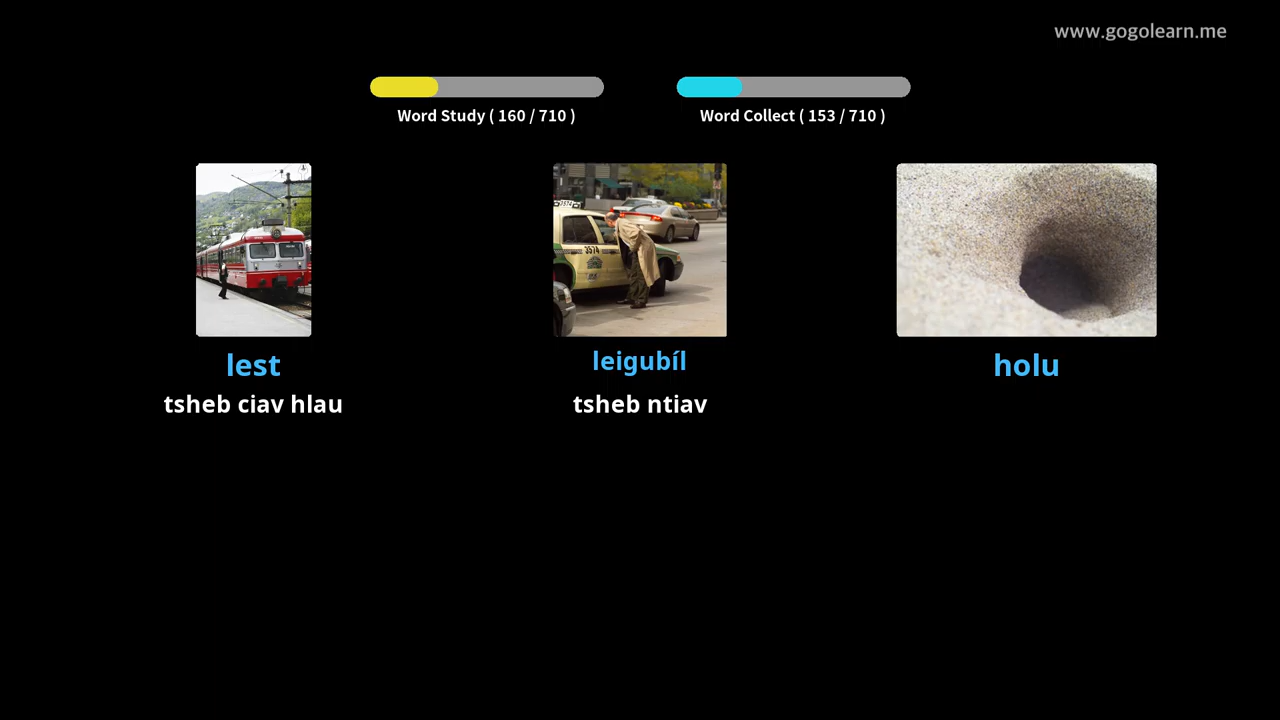 www.gogolearn.me
Word Study ( 160 / 710 )
Word Collect ( 153 / 710 )
3574
lest
leigubíl
holu
tsheb ciav hlau
tsheb ntiav